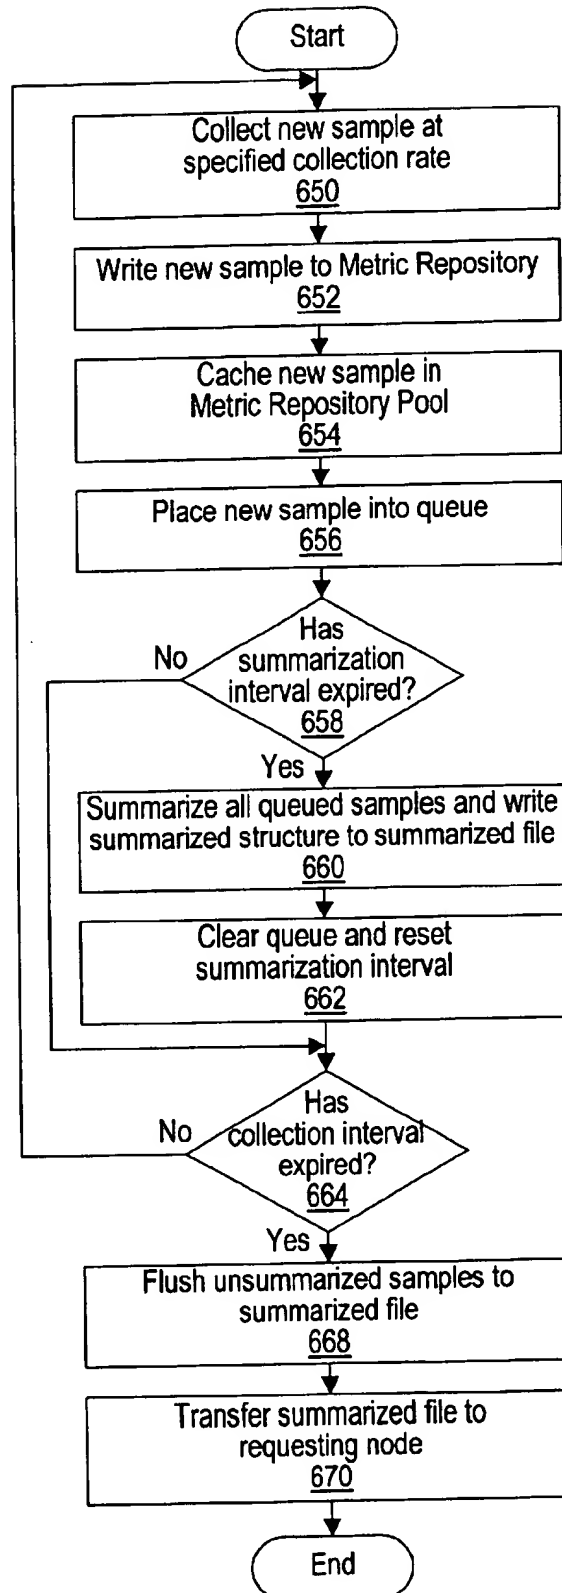 Start
Collect new sample at
specified collection rate
650
Write new sample to Metric Repository
652
Cache new sample in
Metric Repository Pool
654
Place new sample into queue
656
Has
summarization
interval expired?
658
No
Yes
Summarize all queued samples and write
summarized structure to summarized file
660
Clear queue and reset
summarization interval
662
Has
collection interval
expired?
664
No
Yes
Flush unsummarized samples to
summarized file
668
Transfer summarized file to
requesting node
670
End